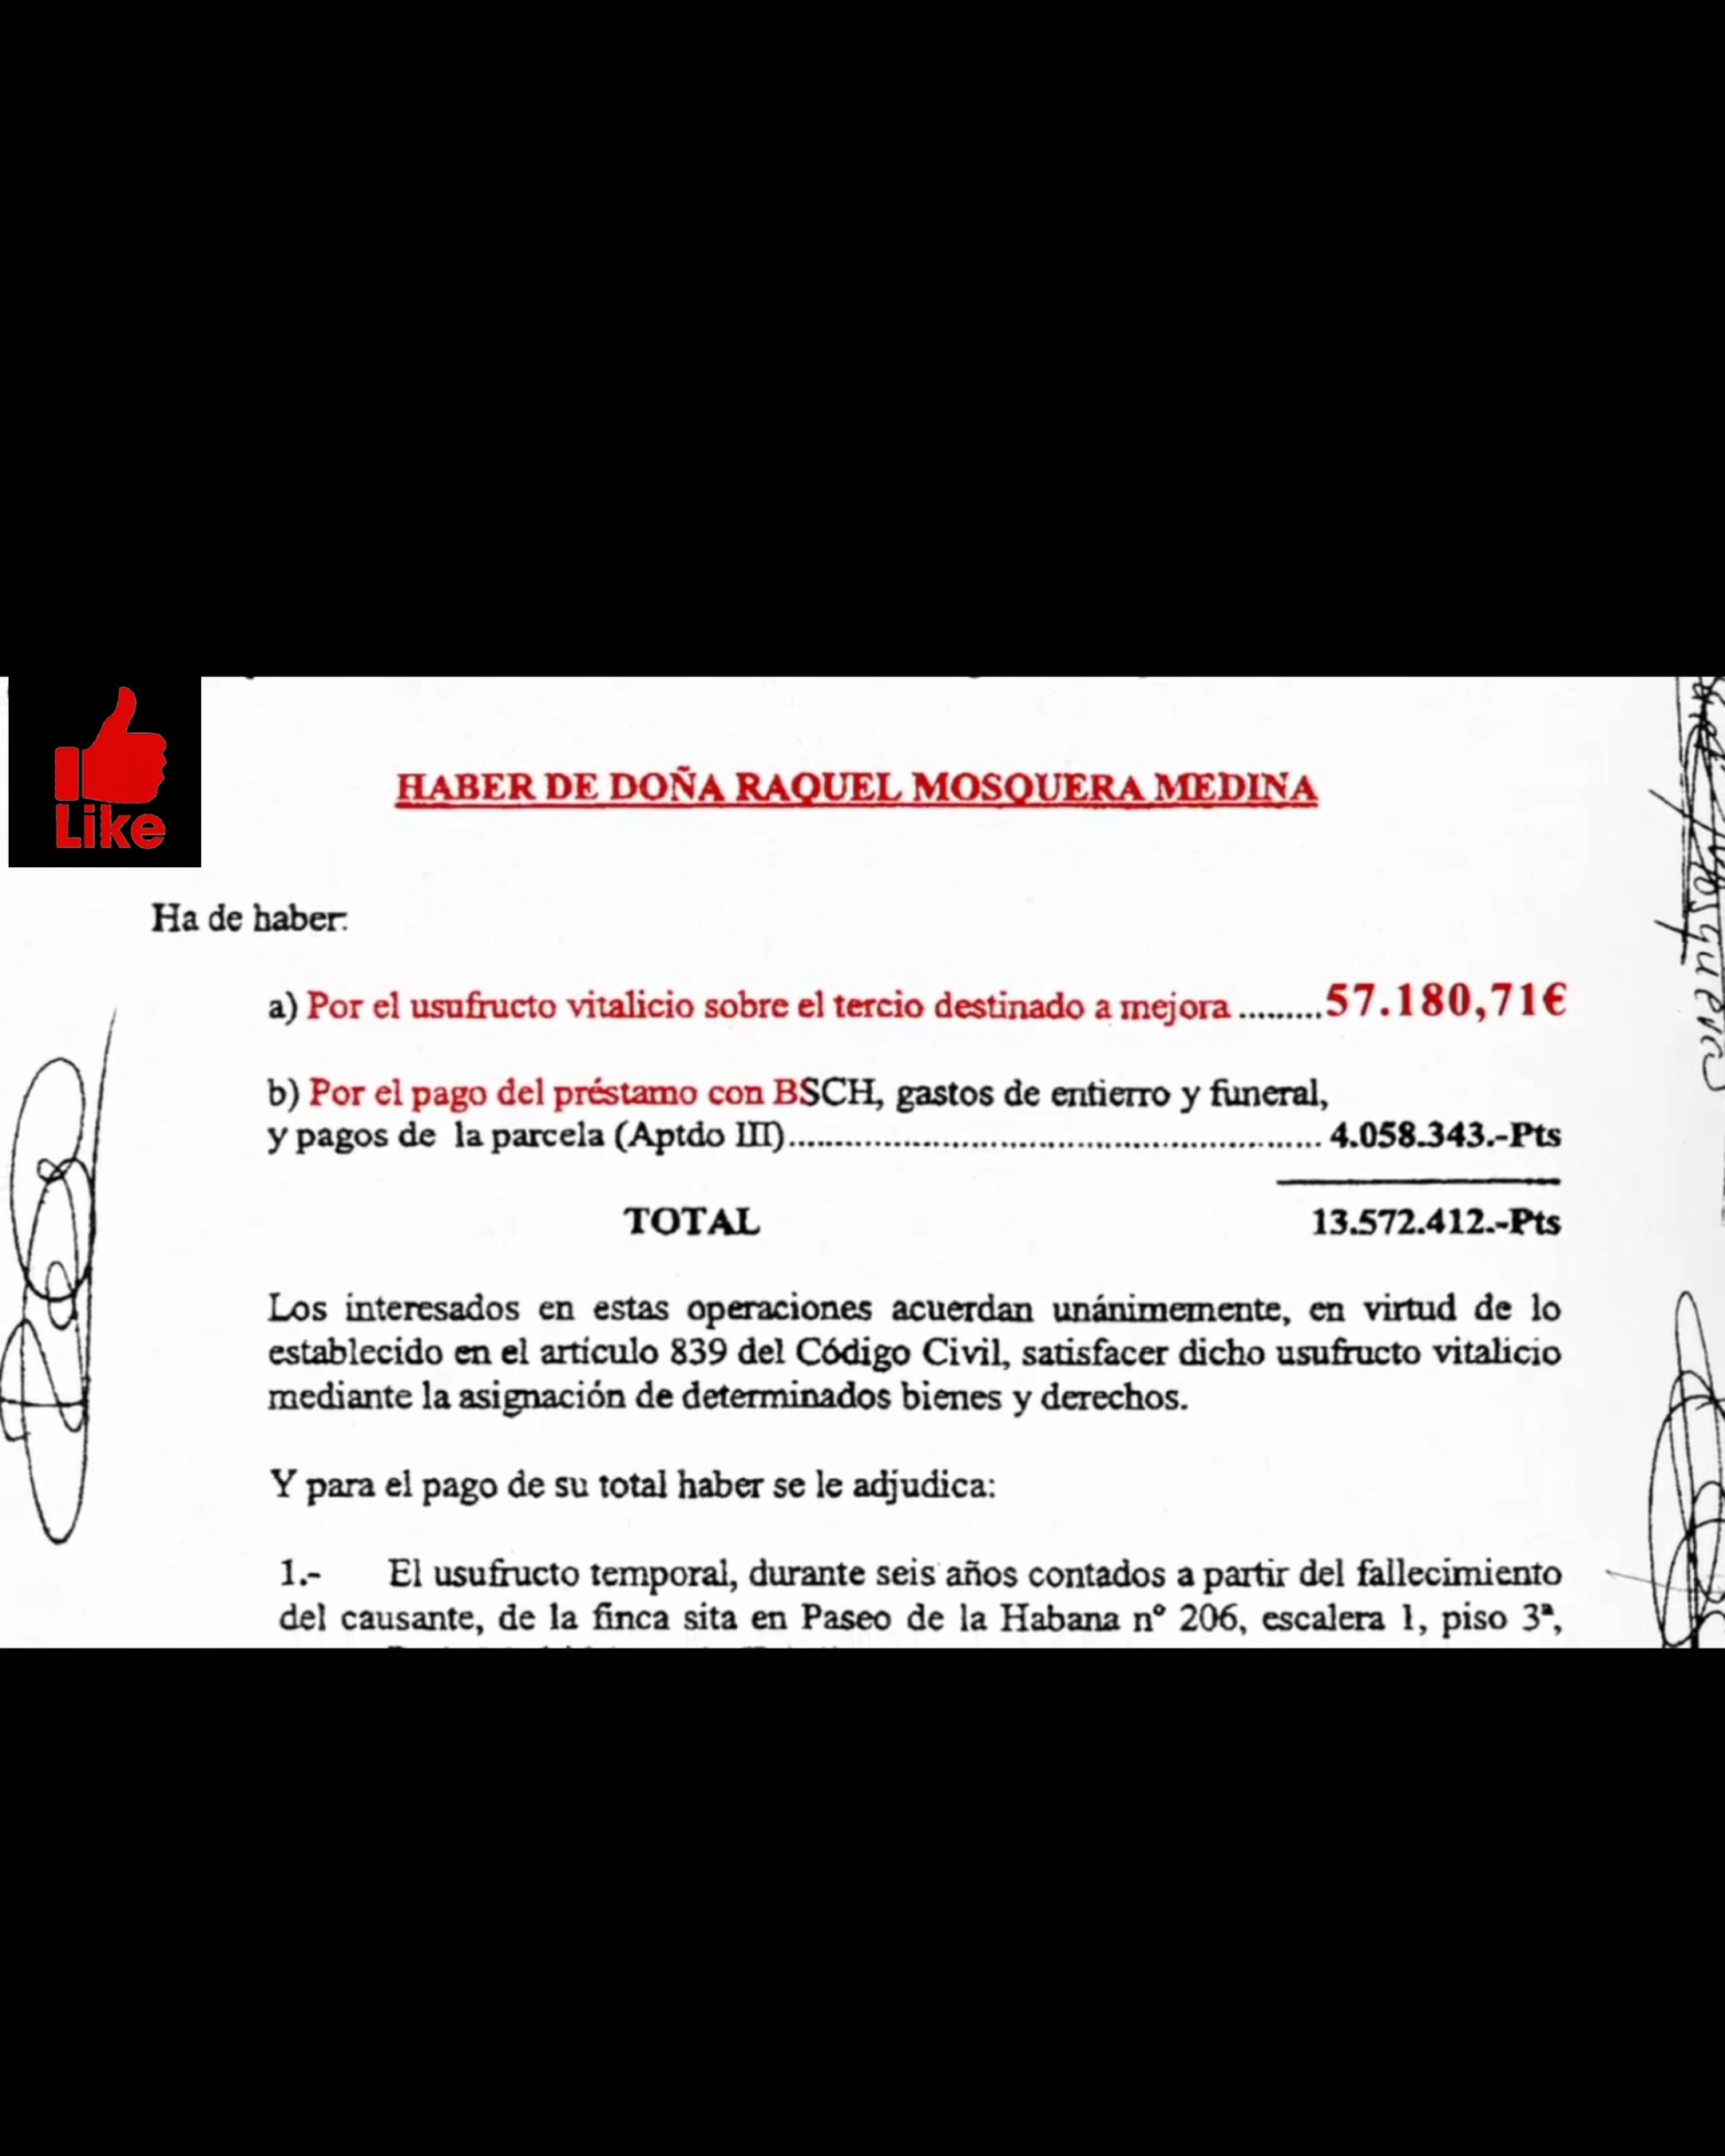 Like
HABER DE DOÑA RAQUEL MOSQUERA MEDINA
Ha de haber:
a) Por el usufructo vitalicio sobre el tercio destinado a mejora .........57.180,71€
b) Por el pago del préstamo con BSCH, gastos de entierro y funeral,
y pagos de la parcela (Aptdo III)............................................................ 4.058.343.-Pts
TOTAL 13.572.412.-Pts
Los interesados en estas operaciones acuerdan unánimemente, en virtud de lo
establecido en el artículo 839 del Código Civil, satisfacer dicho usufructo vitalicio
mediante la asignación de determinados bienes y derechos.
Y para el pago de su total haber se le adjudica:
1.- El usufructo temporal, durante seis años contados a partir del fallecimiento
del causante, de la finca sita en Paseo de la Habana nº 206, escalera 1, piso 3ª,